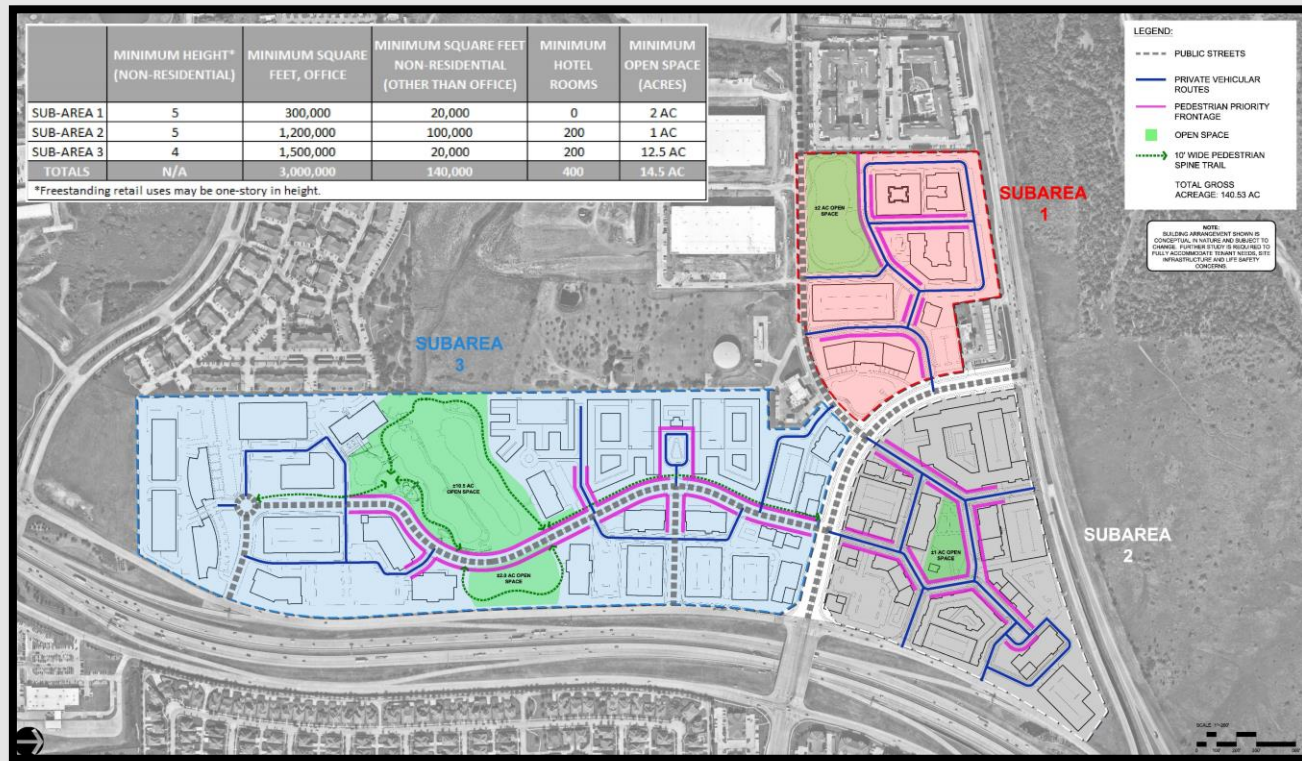 MINIMUM HEIGHT*
(NON-RESIDENTIAL)
MINIMUM SQUARE
FEET, OFFICE
MINIMUM SQUARE FEET
NON-RESIDENTIAL
(OTHER THAN OFFICE)
MINIMUM
HOTEL
ROOMS
MINIMUM
OPEN SPACE
(ACRES)
SUB-AREA 1 5 300,000 20,000 0 2 AC
SUB-AREA 2 5 1,200,000 100,000 200 1 AC
SUB-AREA 3 4 1,500,000 20,000 200 12.5 AC
TOTALS N/A 3,000,000 140,000 400 14.5 AC
*Freestanding retail uses may be one-story in height.
LEGEND:
PUBLIC STREETS
PRIVATE VEHICULAR
ROUTES
PEDESTRIAN PRIORITY
FRONTAGE
OPEN SPACE
10' WIDE PEDESTRIAN
SPINE TRAIL
TOTAL GROSS
ACREAGE: 140.53 AC
NOTE:
BUILDING ARRANGEMENT SHOWN IS
CONCEPTUAL IN NATURE AND SUBJECT TO
CHANGE. FURTHER STUDY IS REQUIRED TO
FULLY ACCOMMODATE TENANT NEEDS, SITE
INFRASTRUCTURE AND LIFE SAFETY
CONCERNS.
SUBAREA
1
±2 AC OPEN
SPACE
SUBAREA
3
±10.5 AC
OPEN SPACE
±2.0 AC OPEN
SPACE
SUBAREA
2
±1 AC OPEN
SPACE